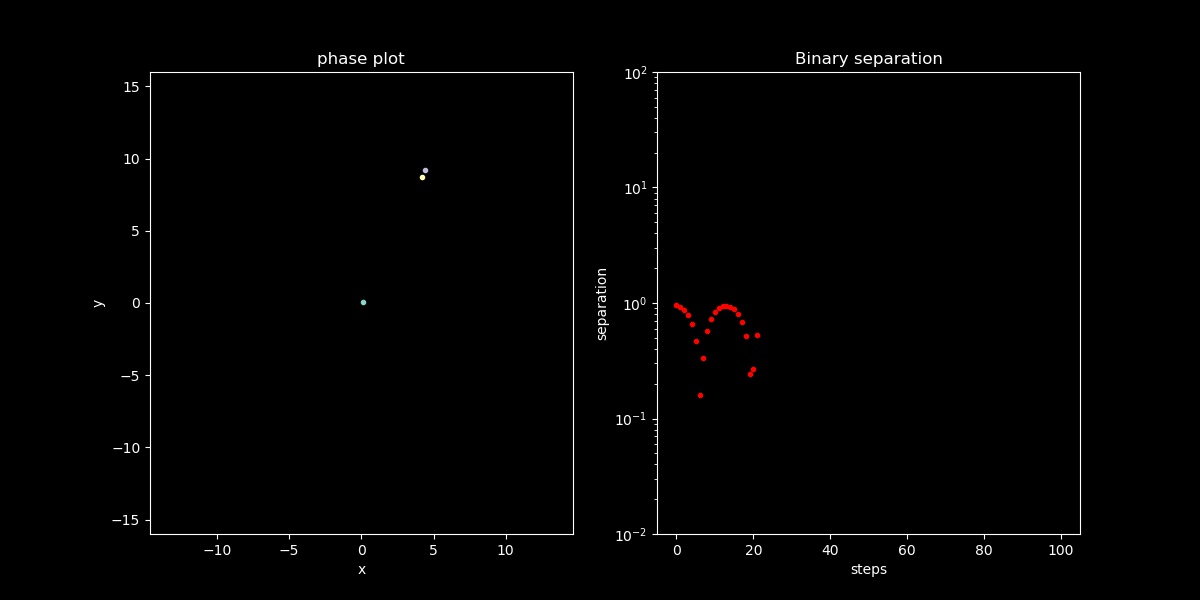 phase plot
15
10
5
0
−5
−10
−15
y
−10 −5 0 5 10
x
Binary separation
10²
10¹
10⁰
10⁻¹
10⁻²
separation
0 20 40 60 80 100
steps